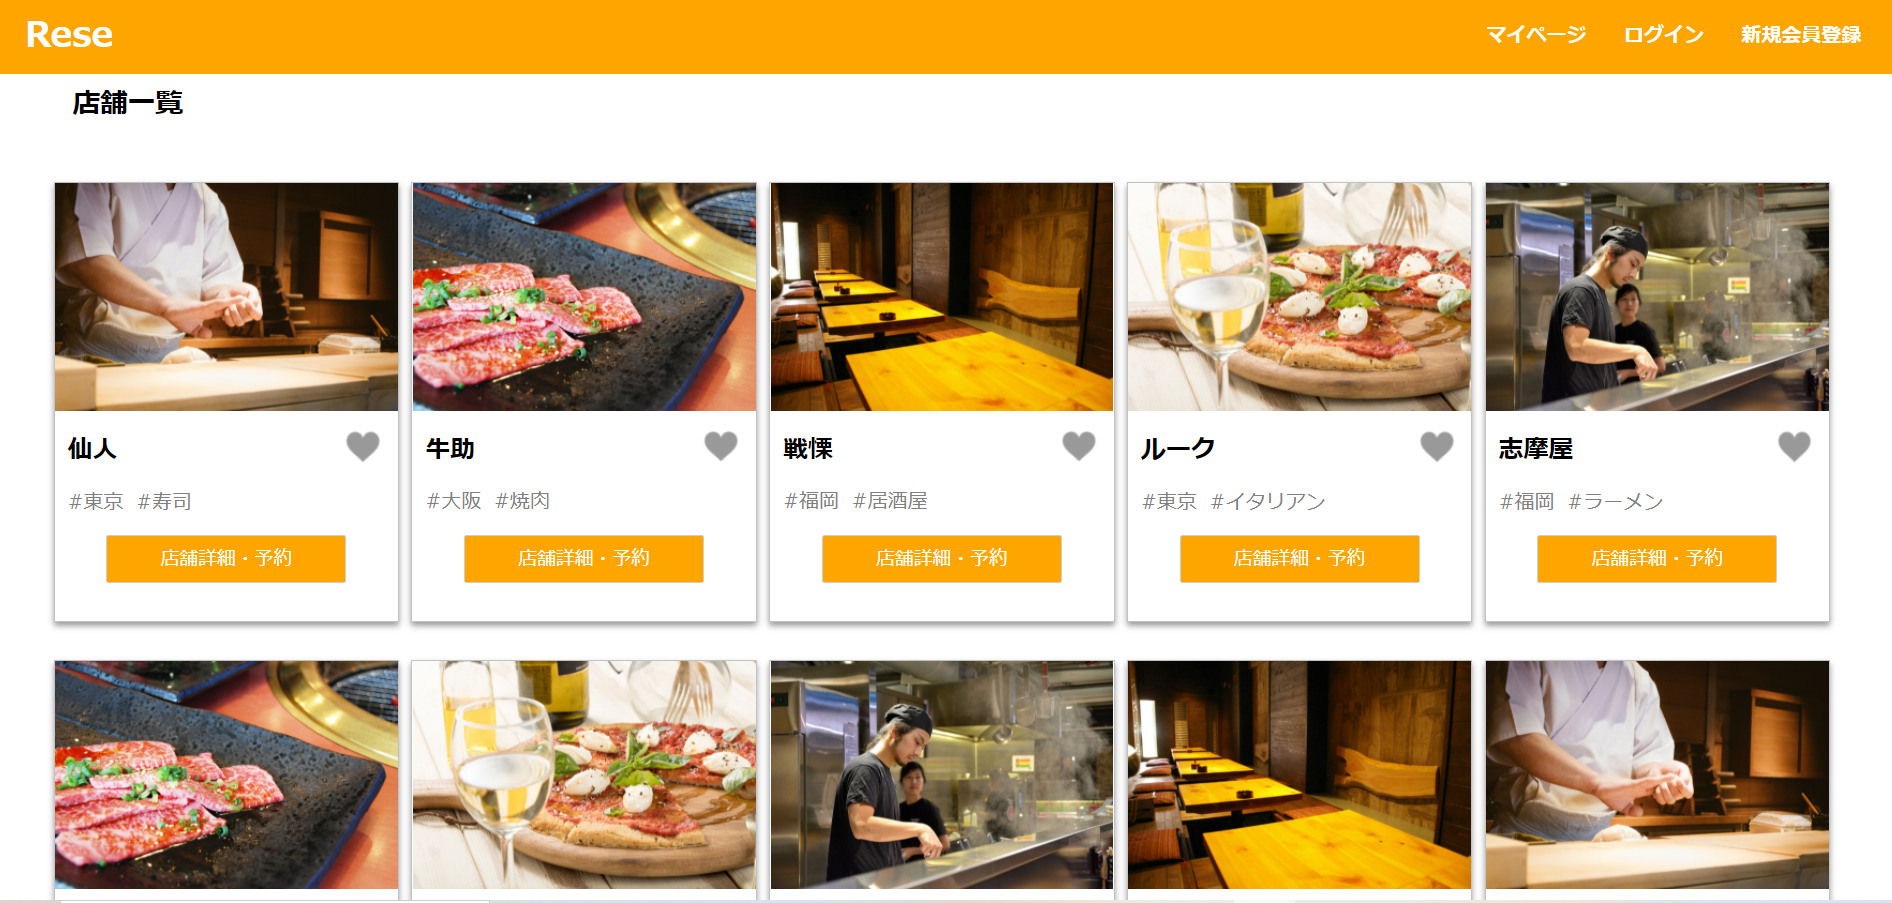 Rese
マイページ ログイン 新規会員登録
店舗一覧
仙人
#東京 #寿司
店舗詳細・予約
牛助
#大阪 #焼肉
店舗詳細・予約
戦慄
#福岡 #居酒屋
店舗詳細・予約
ルーク
#東京 #イタリアン
店舗詳細・予約
志摩屋
#福岡 #ラーメン
店舗詳細・予約